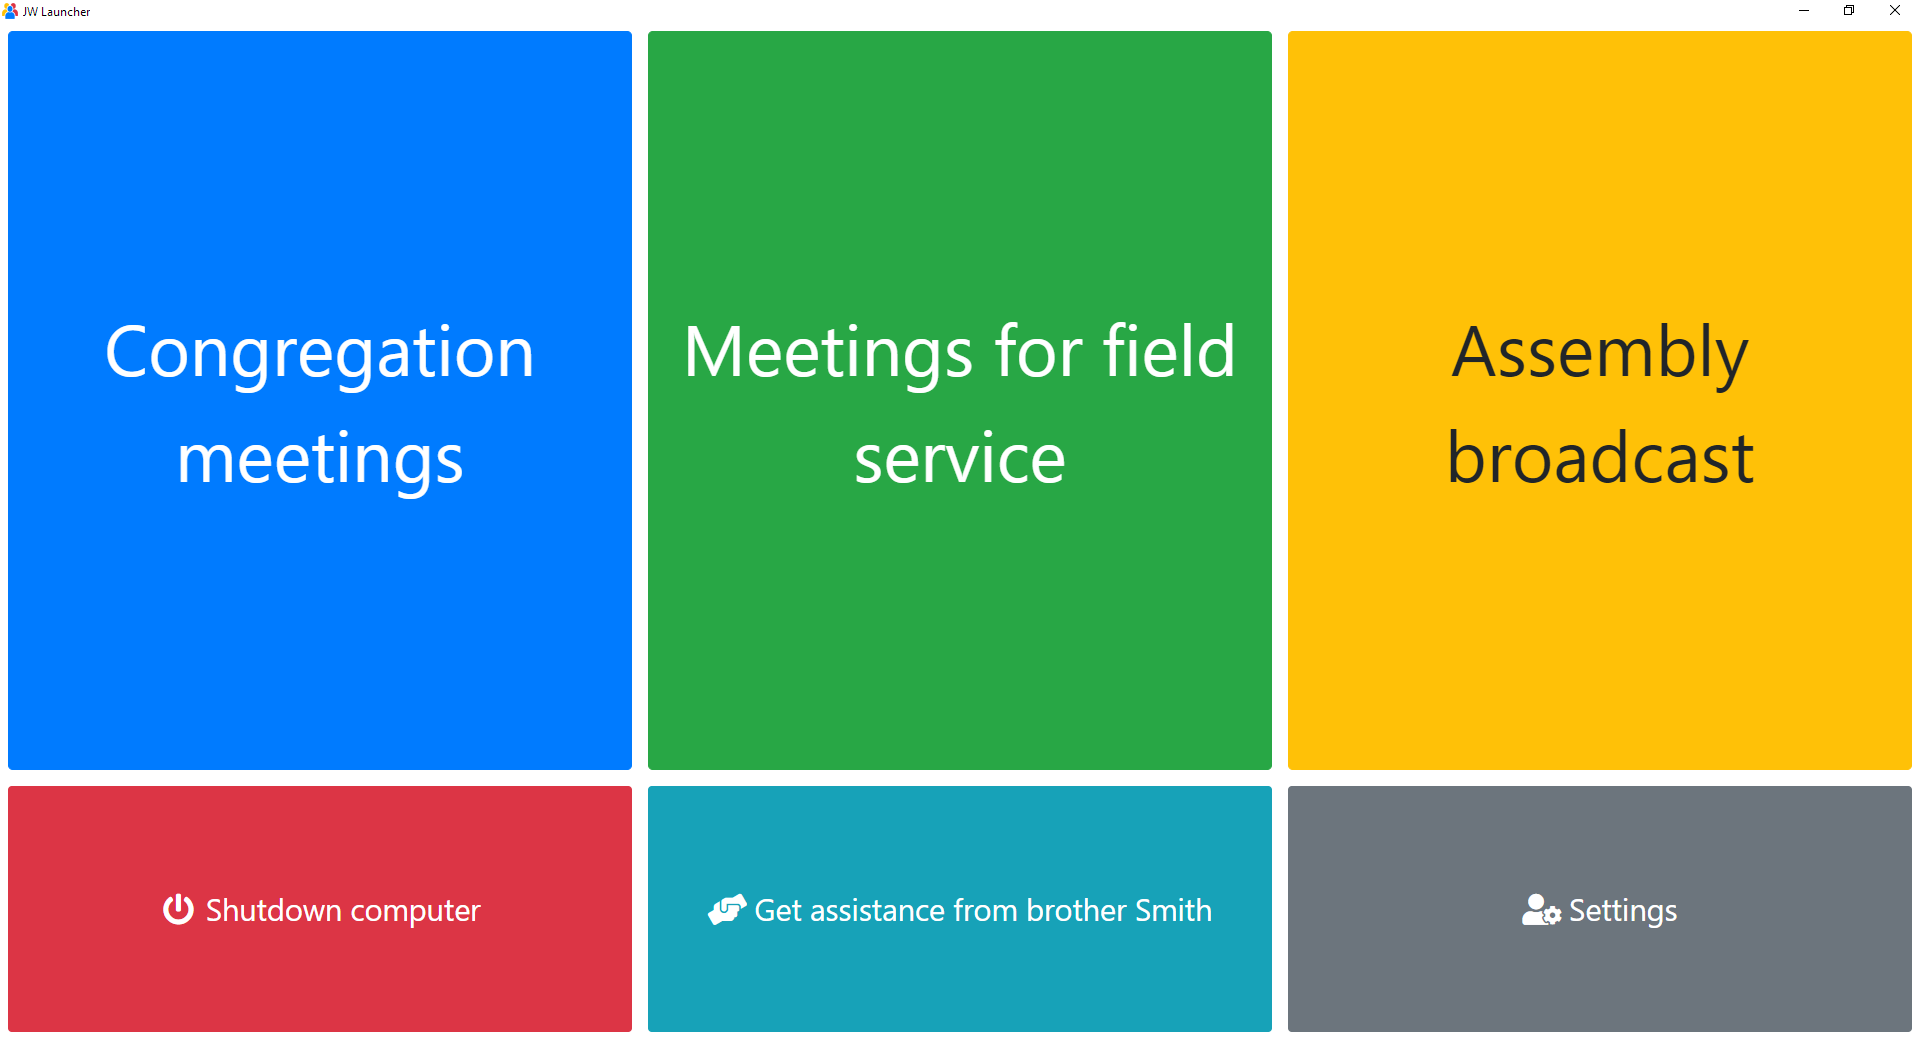 JW Launcher
Congregation
meetings
Meetings for field
service
Assembly
broadcast
Shutdown computer
Get assistance from brother Smith
Settings